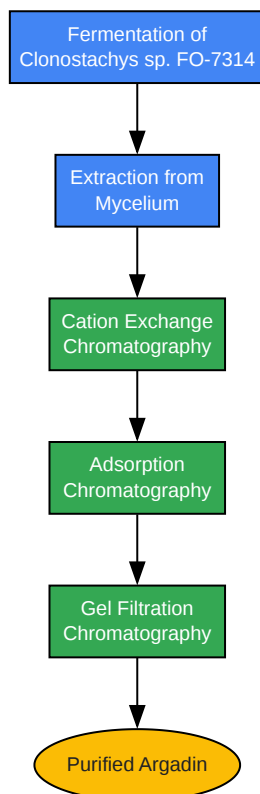 Fermentation of
Clonostachys sp. FO-7314
Extraction from
Mycelium
Cation Exchange
Chromatography
Adsorption
Chromatography
Gel Filtration
Chromatography
Purified Argadin